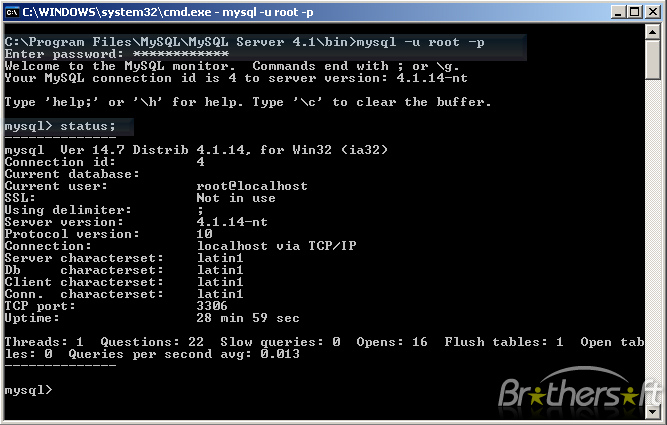 C:\WINDOWS\system32\cmd.exe - mysql -u root -p
C:\Program Files\MySQL\MySQL Server 4.1\bin>mysql -u root -p
Enter password: *************
Welcome to the MySQL monitor.  Commands end with ; or \g.
Your MySQL connection id is 4 to server version: 4.1.14-nt
Type 'help;' or '\h' for help. Type '\c' to clear the buffer.
mysql> status;
--------------
mysql  Ver 14.7 Distrib 4.1.14, for Win32 (ia32)
Connection id:          4
Current database:
Current user:           root@localhost
SSL:                    Not in use
Using delimiter:        ;
Server version:         4.1.14-nt
Protocol version:       10
Connection:             localhost via TCP/IP
Server characterset:    latin1
Db     characterset:    latin1
Client characterset:    latin1
Conn.  characterset:    latin1
TCP port:               3306
Uptime:                 28 min 59 sec
Threads: 1  Questions: 22  Slow queries: 0  Opens: 16  Flush tables: 1  Open tab
les: 0  Queries per second avg: 0.013
--------------
mysql>
Brothersoft